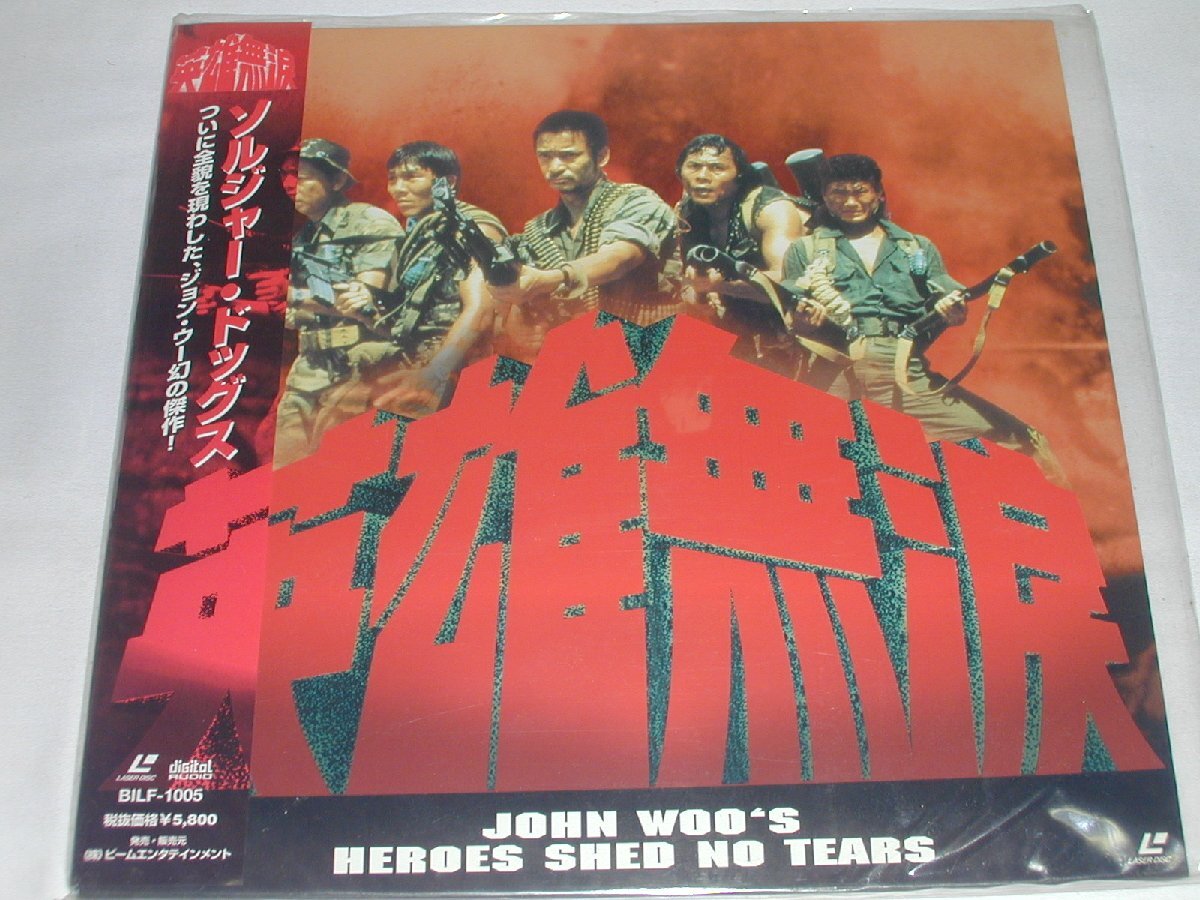 英雄無涙
ソルジャー・ドッグス
ついに全貌を現わした、ジョン・ウー幻の傑作!
LASER DISC
digital
AUDIO
BILF-1005
税抜価格¥5,800
発売・販売元
(株)ビームエンタテインメント
英雄無涙
JOHN WOO'S
HEROES SHED NO TEARS
LASER DISC